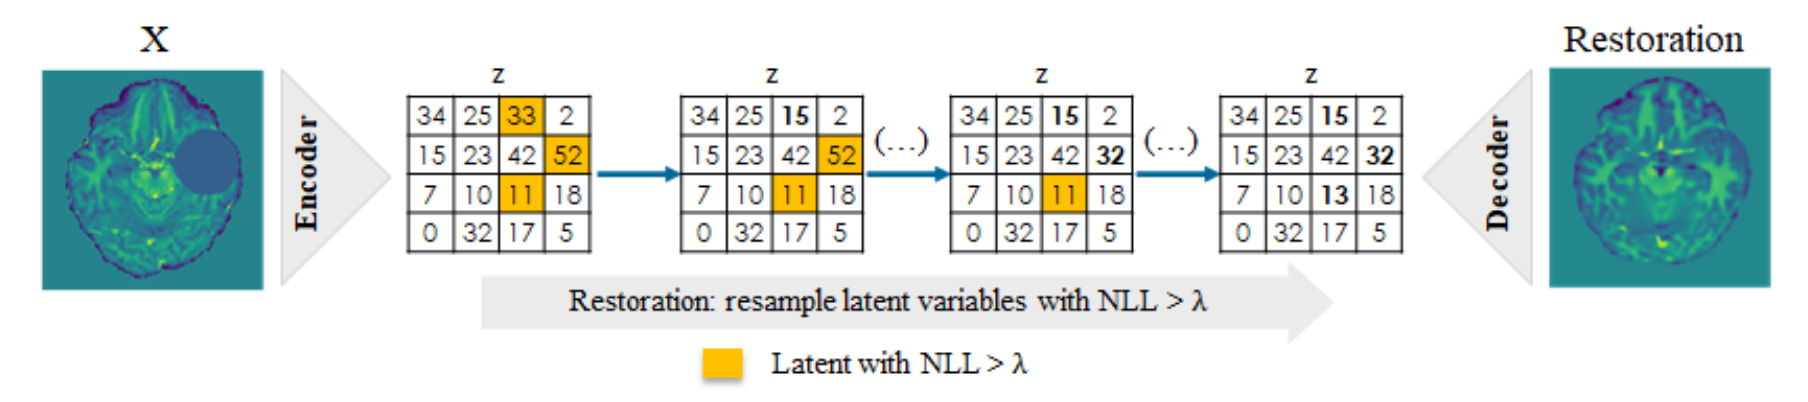 X
Restoration
Encoder
z
z
z
z
34 25 33 2
15 23 42 52
7 10 11 18
0 32 17 5
34 25 15 2
15 23 42 52
7 10 11 18
0 32 17 5
(...)
34 25 15 2
15 23 42 32
7 10 11 18
0 32 17 5
(...)
34 25 15 2
15 23 42 32
7 10 13 18
0 32 17 5
Decoder
Restoration: resample latent variables with NLL > λ
Latent with NLL > λ